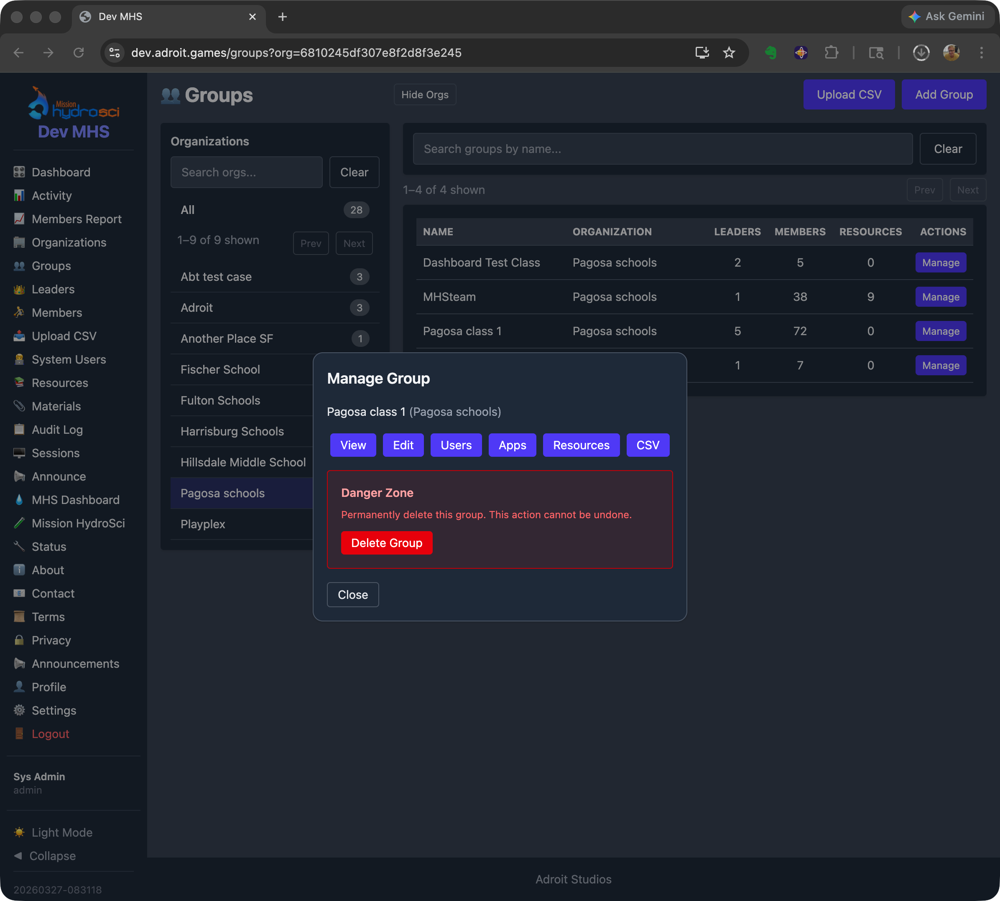 Dev MHS
Ask Gemini
dev.adroit.games/groups?org=6810245df307e8f2d8f3e245
Mission
hydrosci
Dev MHS
Dashboard
Activity
Members Report
Organizations
Groups
Leaders
Members
Upload CSV
System Users
Resources
Materials
Audit Log
Sessions
Announce
MHS Dashboard
Mission HydroSci
Status
About
Contact
Terms
Privacy
Announcements
Profile
Settings
Logout
Sys Admin
admin
Light Mode
Collapse
20260327-083118
Groups
Hide Orgs
Upload CSV
Add Group
Organizations
Search orgs...
Clear
All 28
1–9 of 9 shown
Prev
Next
Abt test case 3
Adroit 3
Another Place SF 1
Fischer School
Fulton Schools
Harrisburg Schools
Hillsdale Middle School
Pagosa schools
Playplex
Search groups by name...
Clear
1–4 of 4 shown
Prev
Next
NAME ORGANIZATION LEADERS MEMBERS RESOURCES ACTIONS
Dashboard Test Class Pagosa schools 2 5 0 Manage
MHSteam Pagosa schools 1 38 9 Manage
Pagosa class 1 Pagosa schools 5 72 0 Manage
1 7 0 Manage
Manage Group
Pagosa class 1 (Pagosa schools)
View
Edit
Users
Apps
Resources
CSV
Danger Zone
Permanently delete this group. This action cannot be undone.
Delete Group
Close
Adroit Studios